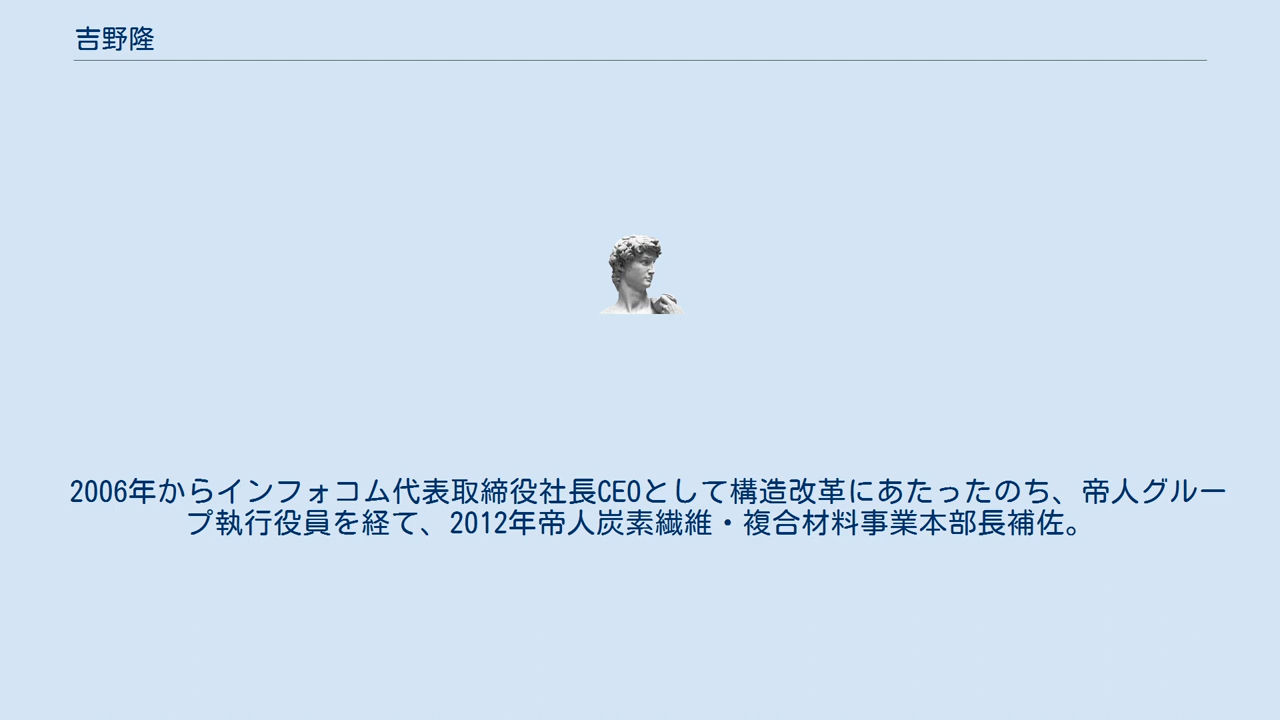 吉野隆
2006年からインフォコム代表取締役社長CEOとして構造改革にあたったのち、帝人グルー
プ執行役員を経て、2012年帝人炭素繊維・複合材料事業本部長補佐。